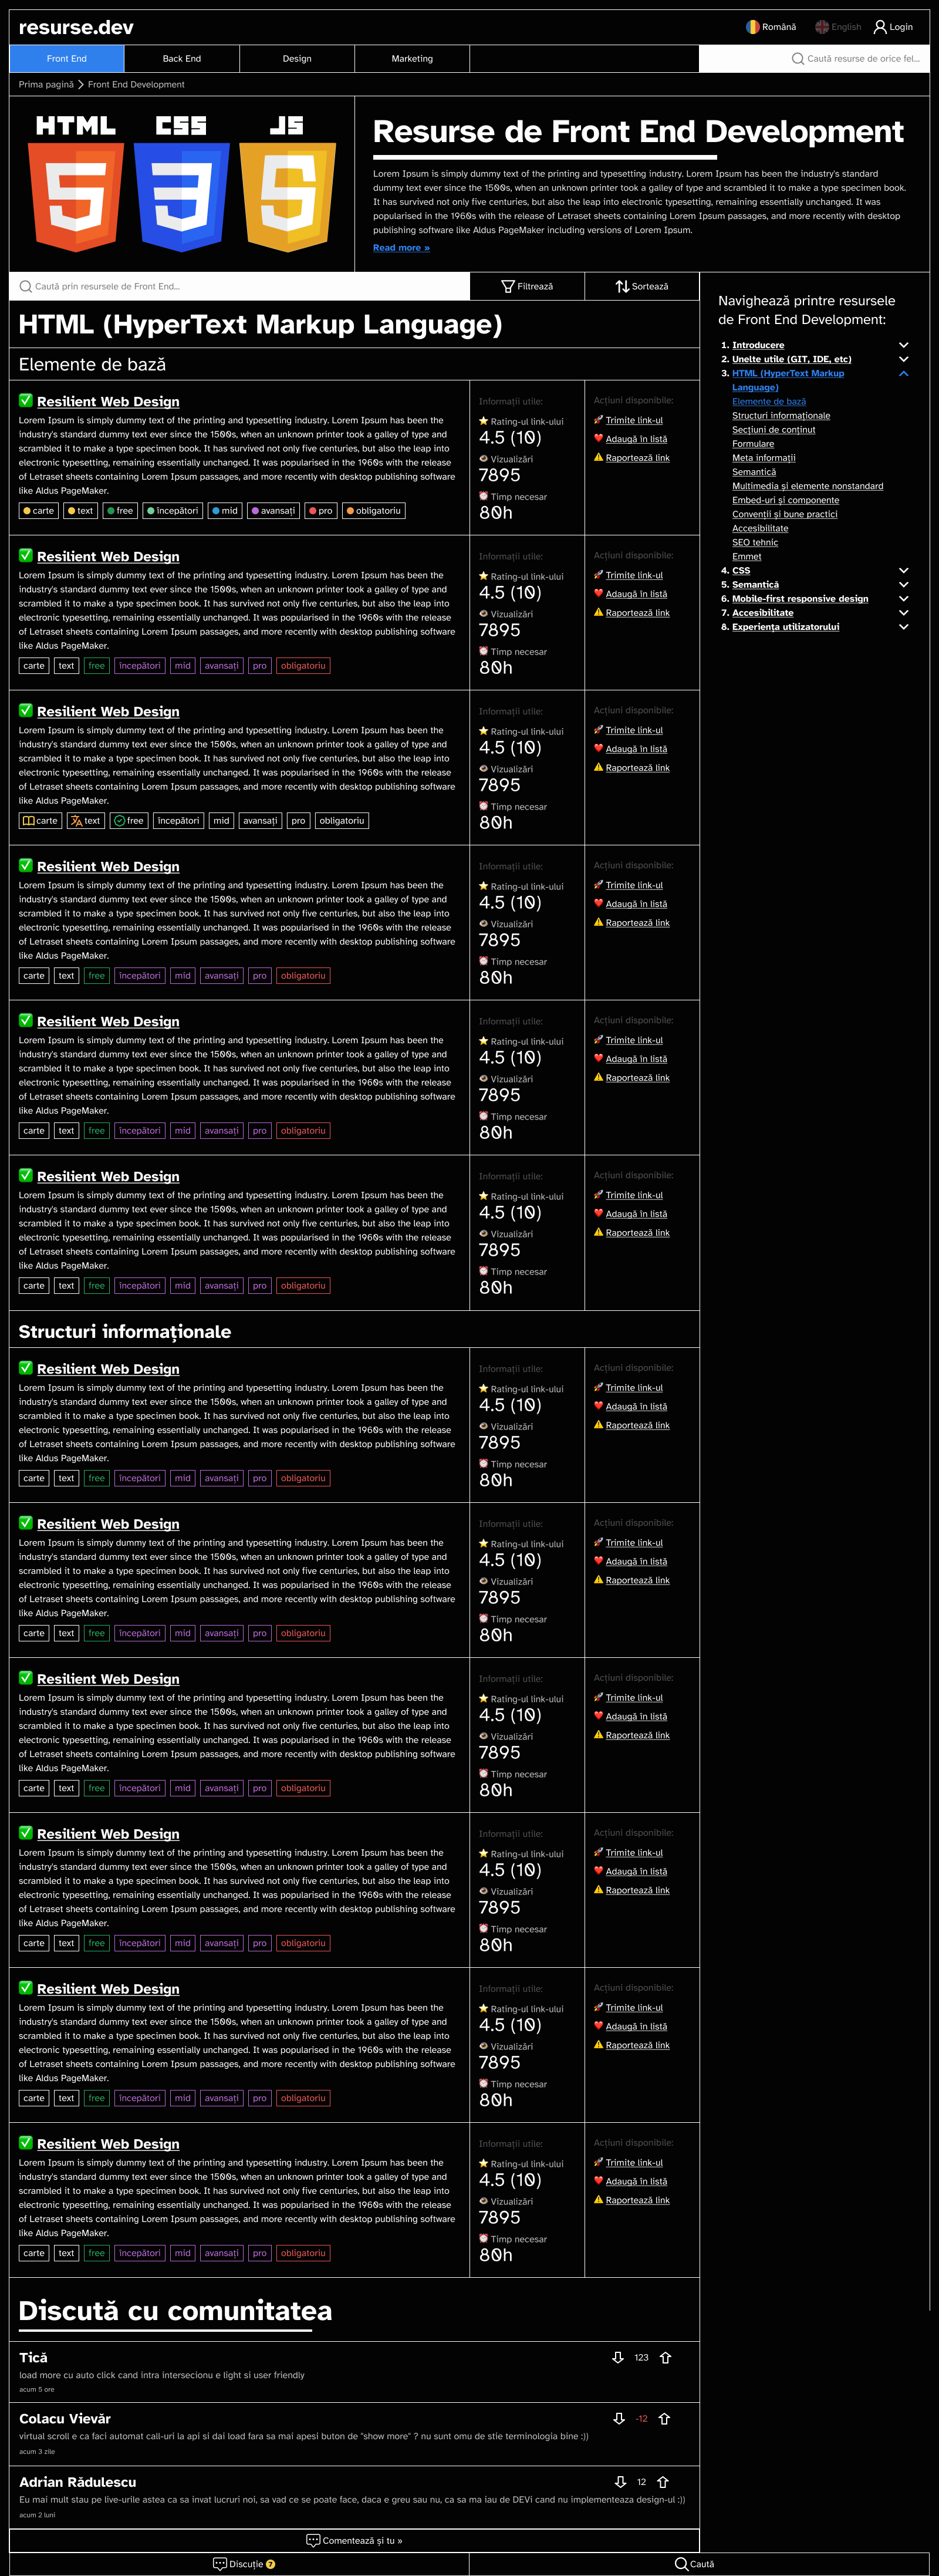 resurse.dev
Română
English
Login
Front End
Back End
Design
Marketing
Caută resurse de orice fel...
Prima pagină
Front End Development
HTML
CSS
JS
Resurse de Front End Development
Lorem Ipsum is simply dummy text of the printing and typesetting industry. Lorem Ipsum has been the industry's standard
dummy text ever since the 1500s, when an unknown printer took a galley of type and scrambled it to make a type specimen book.
It has survived not only five centuries, but also the leap into electronic typesetting, remaining essentially unchanged. It was
popularised in the 1960s with the release of Letraset sheets containing Lorem Ipsum passages, and more recently with desktop
publishing software like Aldus PageMaker including versions of Lorem Ipsum.
Read more »
Caută prin resursele de Front End...
Filtrează
Sortează
HTML (HyperText Markup Language)
Elemente de bază
Resilient Web Design
Lorem Ipsum is simply dummy text of the printing and typesetting industry. Lorem Ipsum has been the
industry's standard dummy text ever since the 1500s, when an unknown printer took a galley of type and
scrambled it to make a type specimen book. It has survived not only five centuries, but also the leap into
electronic typesetting, remaining essentially unchanged. It was popularised in the 1960s with the release
of Letraset sheets containing Lorem Ipsum passages, and more recently with desktop publishing software
like Aldus PageMaker.
carte text free începători mid avansați pro obligatoriu
Informații utile:
Rating-ul link-ului
4.5 (10)
Vizualizări
7895
Timp necesar
80h
Acțiuni disponibile:
Trimite link-ul
Adaugă în listă
Raportează link
Resilient Web Design
Lorem Ipsum is simply dummy text of the printing and typesetting industry. Lorem Ipsum has been the
industry's standard dummy text ever since the 1500s, when an unknown printer took a galley of type and
scrambled it to make a type specimen book. It has survived not only five centuries, but also the leap into
electronic typesetting, remaining essentially unchanged. It was popularised in the 1960s with the release
of Letraset sheets containing Lorem Ipsum passages, and more recently with desktop publishing software
like Aldus PageMaker.
carte text free începători mid avansați pro obligatoriu
Informații utile:
Rating-ul link-ului
4.5 (10)
Vizualizări
7895
Timp necesar
80h
Acțiuni disponibile:
Trimite link-ul
Adaugă în listă
Raportează link
Resilient Web Design
Lorem Ipsum is simply dummy text of the printing and typesetting industry. Lorem Ipsum has been the
industry's standard dummy text ever since the 1500s, when an unknown printer took a galley of type and
scrambled it to make a type specimen book. It has survived not only five centuries, but also the leap into
electronic typesetting, remaining essentially unchanged. It was popularised in the 1960s with the release
of Letraset sheets containing Lorem Ipsum passages, and more recently with desktop publishing software
like Aldus PageMaker.
carte text free începători mid avansați pro obligatoriu
Informații utile:
Rating-ul link-ului
4.5 (10)
Vizualizări
7895
Timp necesar
80h
Acțiuni disponibile:
Trimite link-ul
Adaugă în listă
Raportează link
Resilient Web Design
Lorem Ipsum is simply dummy text of the printing and typesetting industry. Lorem Ipsum has been the
industry's standard dummy text ever since the 1500s, when an unknown printer took a galley of type and
scrambled it to make a type specimen book. It has survived not only five centuries, but also the leap into
electronic typesetting, remaining essentially unchanged. It was popularised in the 1960s with the release
of Letraset sheets containing Lorem Ipsum passages, and more recently with desktop publishing software
like Aldus PageMaker.
carte text free începători mid avansați pro obligatoriu
Informații utile:
Rating-ul link-ului
4.5 (10)
Vizualizări
7895
Timp necesar
80h
Acțiuni disponibile:
Trimite link-ul
Adaugă în listă
Raportează link
Resilient Web Design
Lorem Ipsum is simply dummy text of the printing and typesetting industry. Lorem Ipsum has been the
industry's standard dummy text ever since the 1500s, when an unknown printer took a galley of type and
scrambled it to make a type specimen book. It has survived not only five centuries, but also the leap into
electronic typesetting, remaining essentially unchanged. It was popularised in the 1960s with the release
of Letraset sheets containing Lorem Ipsum passages, and more recently with desktop publishing software
like Aldus PageMaker.
carte text free începători mid avansați pro obligatoriu
Informații utile:
Rating-ul link-ului
4.5 (10)
Vizualizări
7895
Timp necesar
80h
Acțiuni disponibile:
Trimite link-ul
Adaugă în listă
Raportează link
Resilient Web Design
Lorem Ipsum is simply dummy text of the printing and typesetting industry. Lorem Ipsum has been the
industry's standard dummy text ever since the 1500s, when an unknown printer took a galley of type and
scrambled it to make a type specimen book. It has survived not only five centuries, but also the leap into
electronic typesetting, remaining essentially unchanged. It was popularised in the 1960s with the release
of Letraset sheets containing Lorem Ipsum passages, and more recently with desktop publishing software
like Aldus PageMaker.
carte text free începători mid avansați pro obligatoriu
Informații utile:
Rating-ul link-ului
4.5 (10)
Vizualizări
7895
Timp necesar
80h
Acțiuni disponibile:
Trimite link-ul
Adaugă în listă
Raportează link
Structuri informaționale
Resilient Web Design
Lorem Ipsum is simply dummy text of the printing and typesetting industry. Lorem Ipsum has been the
industry's standard dummy text ever since the 1500s, when an unknown printer took a galley of type and
scrambled it to make a type specimen book. It has survived not only five centuries, but also the leap into
electronic typesetting, remaining essentially unchanged. It was popularised in the 1960s with the release
of Letraset sheets containing Lorem Ipsum passages, and more recently with desktop publishing software
like Aldus PageMaker.
carte text free începători mid avansați pro obligatoriu
Informații utile:
Rating-ul link-ului
4.5 (10)
Vizualizări
7895
Timp necesar
80h
Acțiuni disponibile:
Trimite link-ul
Adaugă în listă
Raportează link
Resilient Web Design
Lorem Ipsum is simply dummy text of the printing and typesetting industry. Lorem Ipsum has been the
industry's standard dummy text ever since the 1500s, when an unknown printer took a galley of type and
scrambled it to make a type specimen book. It has survived not only five centuries, but also the leap into
electronic typesetting, remaining essentially unchanged. It was popularised in the 1960s with the release
of Letraset sheets containing Lorem Ipsum passages, and more recently with desktop publishing software
like Aldus PageMaker.
carte text free începători mid avansați pro obligatoriu
Informații utile:
Rating-ul link-ului
4.5 (10)
Vizualizări
7895
Timp necesar
80h
Acțiuni disponibile:
Trimite link-ul
Adaugă în listă
Raportează link
Resilient Web Design
Lorem Ipsum is simply dummy text of the printing and typesetting industry. Lorem Ipsum has been the
industry's standard dummy text ever since the 1500s, when an unknown printer took a galley of type and
scrambled it to make a type specimen book. It has survived not only five centuries, but also the leap into
electronic typesetting, remaining essentially unchanged. It was popularised in the 1960s with the release
of Letraset sheets containing Lorem Ipsum passages, and more recently with desktop publishing software
like Aldus PageMaker.
carte text free începători mid avansați pro obligatoriu
Informații utile:
Rating-ul link-ului
4.5 (10)
Vizualizări
7895
Timp necesar
80h
Acțiuni disponibile:
Trimite link-ul
Adaugă în listă
Raportează link
Resilient Web Design
Lorem Ipsum is simply dummy text of the printing and typesetting industry. Lorem Ipsum has been the
industry's standard dummy text ever since the 1500s, when an unknown printer took a galley of type and
scrambled it to make a type specimen book. It has survived not only five centuries, but also the leap into
electronic typesetting, remaining essentially unchanged. It was popularised in the 1960s with the release
of Letraset sheets containing Lorem Ipsum passages, and more recently with desktop publishing software
like Aldus PageMaker.
carte text free începători mid avansați pro obligatoriu
Informații utile:
Rating-ul link-ului
4.5 (10)
Vizualizări
7895
Timp necesar
80h
Acțiuni disponibile:
Trimite link-ul
Adaugă în listă
Raportează link
Resilient Web Design
Lorem Ipsum is simply dummy text of the printing and typesetting industry. Lorem Ipsum has been the
industry's standard dummy text ever since the 1500s, when an unknown printer took a galley of type and
scrambled it to make a type specimen book. It has survived not only five centuries, but also the leap into
electronic typesetting, remaining essentially unchanged. It was popularised in the 1960s with the release
of Letraset sheets containing Lorem Ipsum passages, and more recently with desktop publishing software
like Aldus PageMaker.
carte text free începători mid avansați pro obligatoriu
Informații utile:
Rating-ul link-ului
4.5 (10)
Vizualizări
7895
Timp necesar
80h
Acțiuni disponibile:
Trimite link-ul
Adaugă în listă
Raportează link
Resilient Web Design
Lorem Ipsum is simply dummy text of the printing and typesetting industry. Lorem Ipsum has been the
industry's standard dummy text ever since the 1500s, when an unknown printer took a galley of type and
scrambled it to make a type specimen book. It has survived not only five centuries, but also the leap into
electronic typesetting, remaining essentially unchanged. It was popularised in the 1960s with the release
of Letraset sheets containing Lorem Ipsum passages, and more recently with desktop publishing software
like Aldus PageMaker.
carte text free începători mid avansați pro obligatoriu
Informații utile:
Rating-ul link-ului
4.5 (10)
Vizualizări
7895
Timp necesar
80h
Acțiuni disponibile:
Trimite link-ul
Adaugă în listă
Raportează link
Navighează printre resursele
de Front End Development:
1. Introducere
2. Unelte utile (GIT, IDE, etc)
3. HTML (HyperText Markup
Language)
Elemente de bază
Structuri informaționale
Secțiuni de conținut
Formulare
Meta informații
Semantică
Multimedia și elemente nonstandard
Embed-uri și componente
Convenții și bune practici
Accesibilitate
SEO tehnic
Emmet
4. CSS
5. Semantică
6. Mobile-first responsive design
7. Accesibilitate
8. Experiența utilizatorului
Discută cu comunitatea
Tică
123
load more cu auto click cand intra intersecionu e light si user friendly
acum 5 ore
Colacu Vievăr
-12
virtual scroll e ca faci automat call-uri la api si dai load fara sa mai apesi buton de "show more" ? nu sunt omu de stie terminologia bine :))
acum 3 zile
Adrian Rădulescu
12
Eu mai mult stau pe live-urile astea ca sa invat lucruri noi, sa vad ce se poate face, daca e greu sau nu, ca sa ma iau de DEVi cand nu implementeaza design-ul :))
acum 2 luni
Comentează și tu »
Discuție 7
Caută